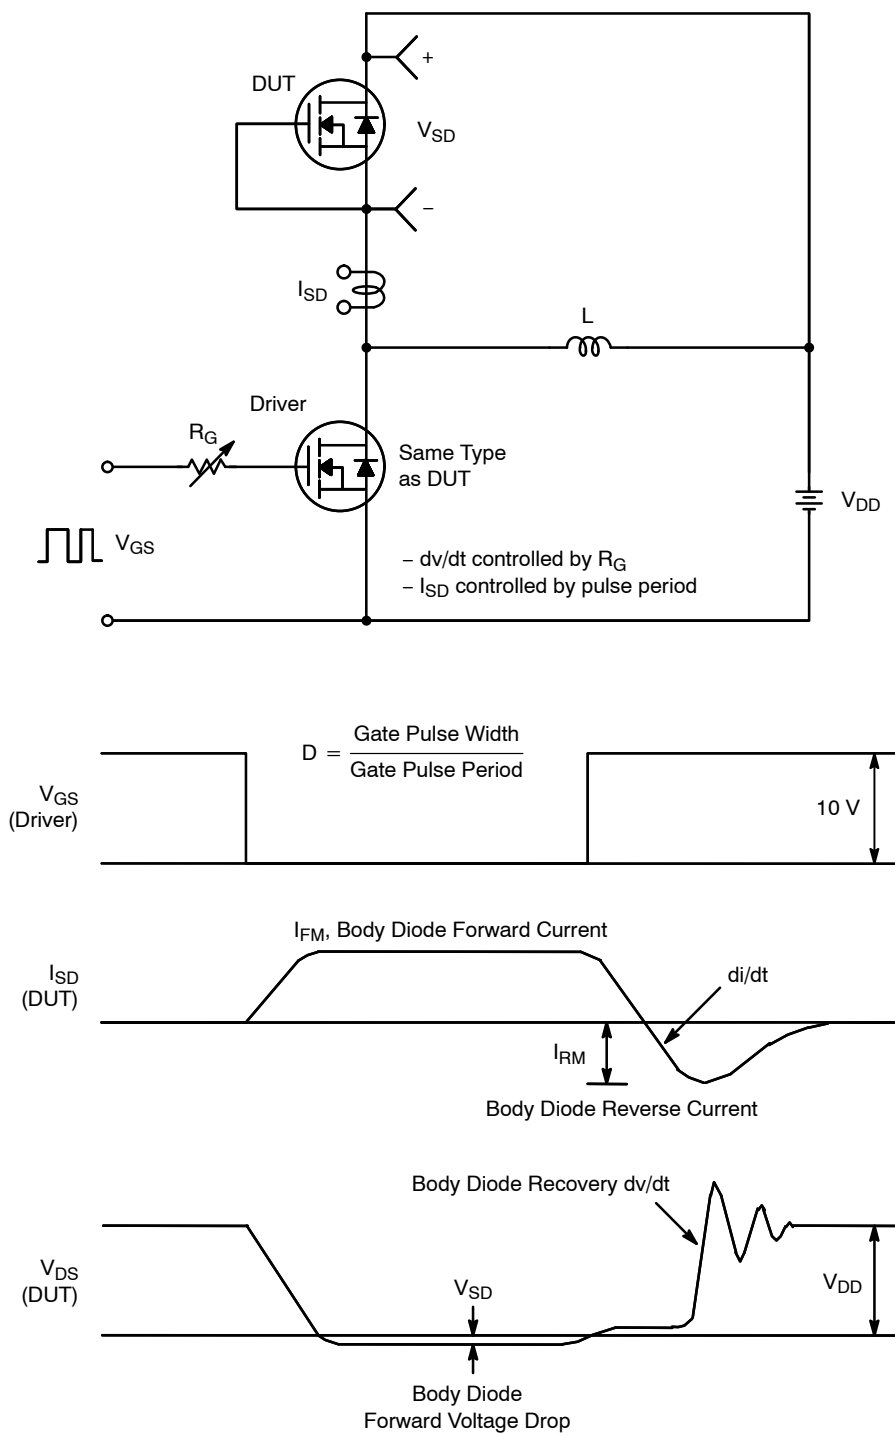 DUT
+
V_SD
−
I_SD
L
Driver
R_G
Same Type
as DUT
V_DD
V_GS
− dv/dt controlled by R_G
− I_SD controlled by pulse period
D = Gate Pulse Width
Gate Pulse Period
V_GS
(Driver)
10 V
I_FM, Body Diode Forward Current
I_SD
(DUT)
di/dt
I_RM
Body Diode Reverse Current
Body Diode Recovery dv/dt
V_DS
(DUT)
V_SD
V_DD
Body Diode
Forward Voltage Drop